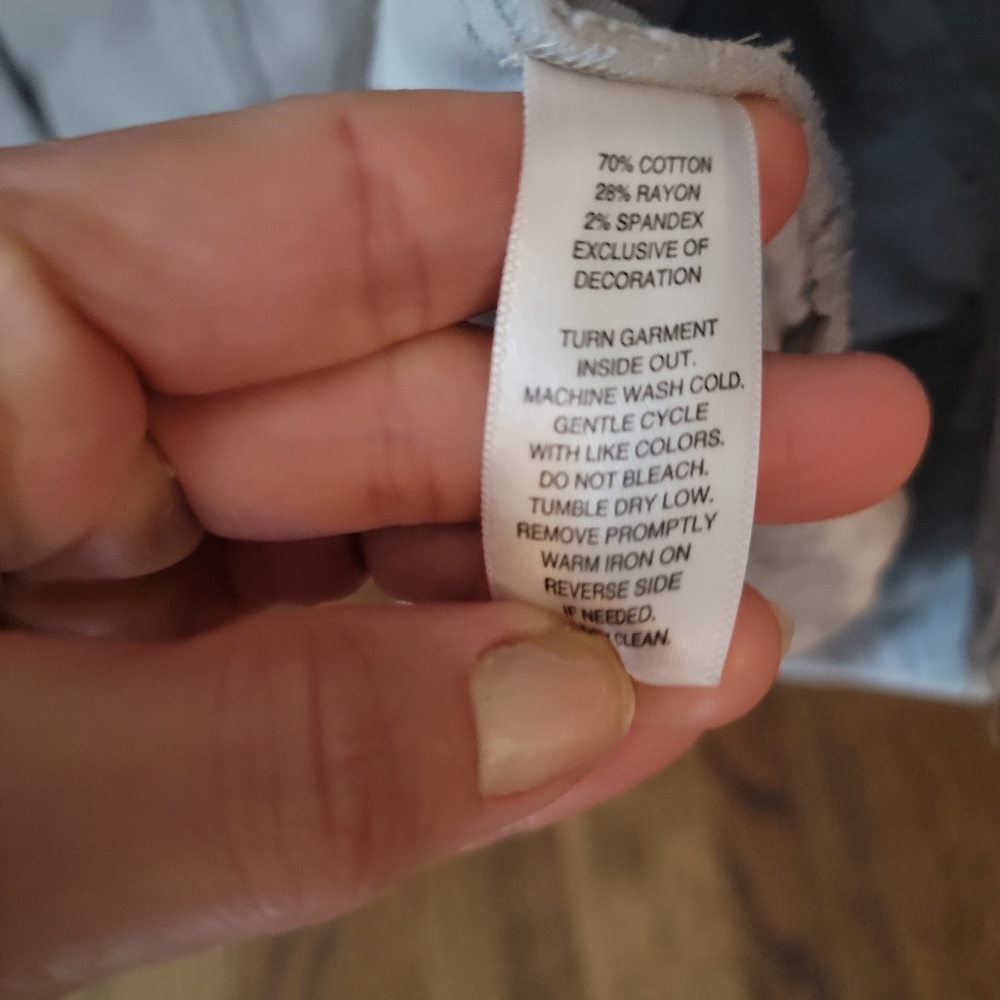 70% COTTON
28% RAYON
2% SPANDEX
EXCLUSIVE OF
DECORATION
TURN GARMENT
INSIDE OUT.
MACHINE WASH COLD.
GENTLE CYCLE
WITH LIKE COLORS.
DO NOT BLEACH.
TUMBLE DRY LOW.
REMOVE PROMPTLY
WARM IRON ON
REVERSE SIDE
IF NEEDED.
CLEAN.